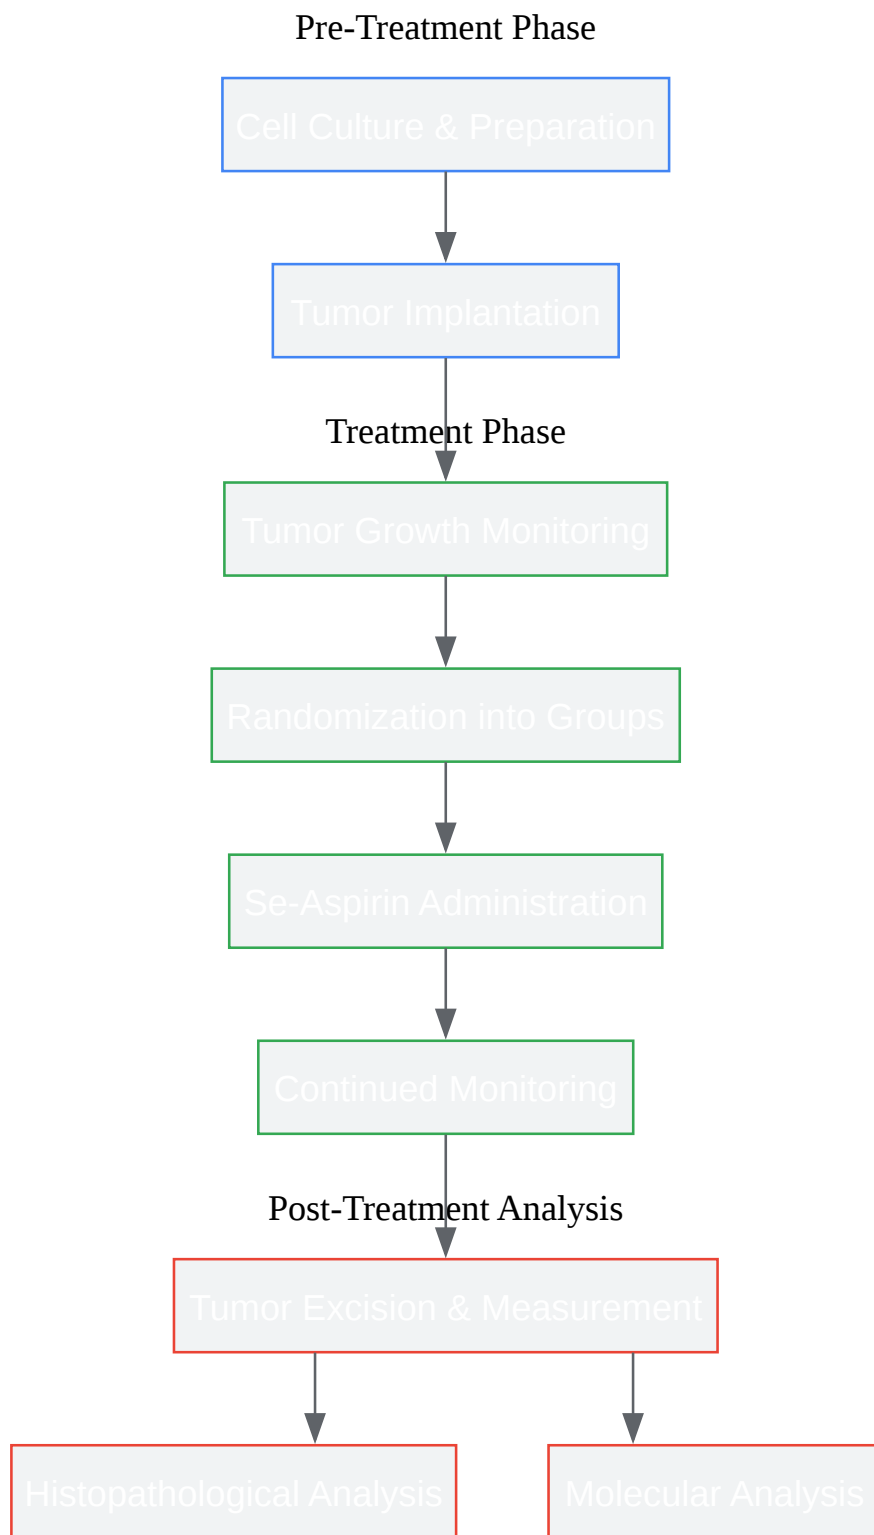 Pre-Treatment Phase
Cell Culture & Preparation
Tumor Implantation
Treatment Phase
Tumor Growth Monitoring
Randomization into Groups
Se-Aspirin Administration
Continued Monitoring
Post-Treatment Analysis
Tumor Excision & Measurement
Histopathological Analysis
Molecular Analysis